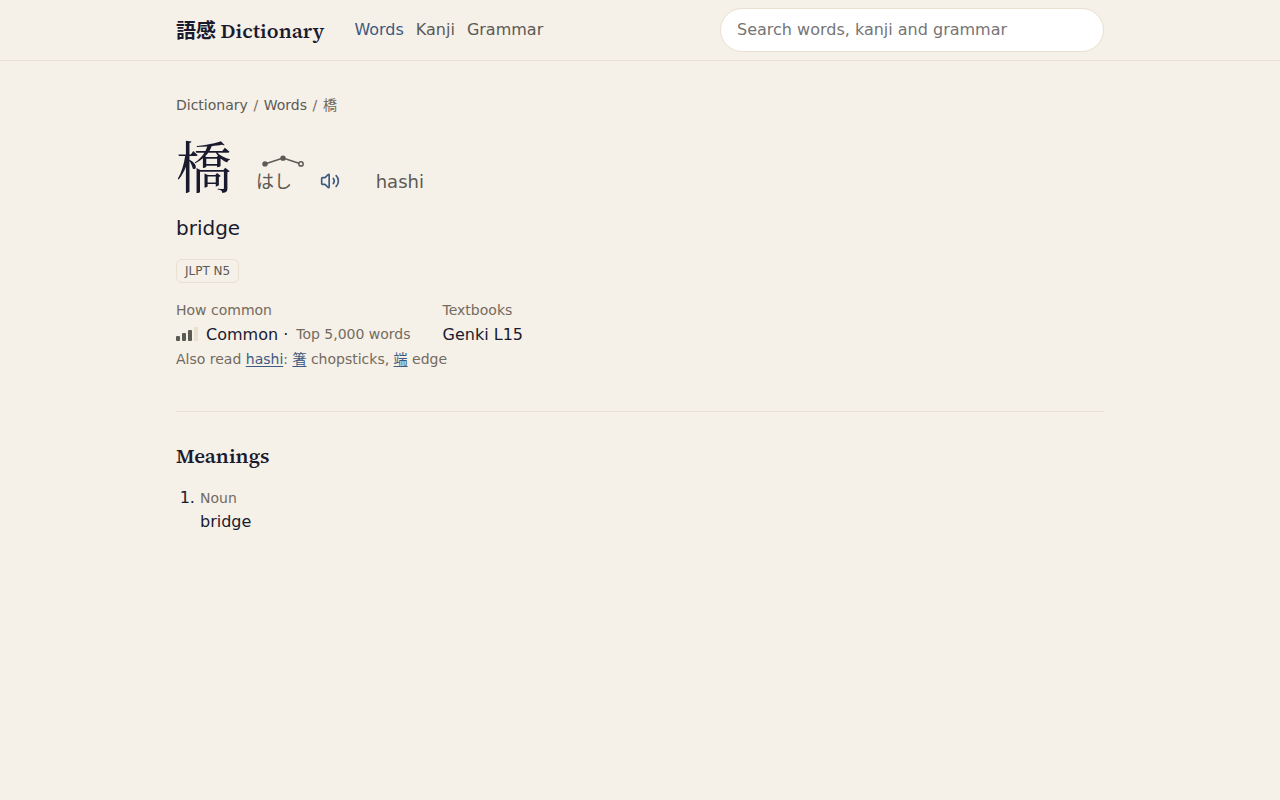 語感 Dictionary Words Kanji Grammar Search words, kanji and grammar
Dictionary / Words / 橋
橋 はし hashi
bridge
JLPT N5
How common Textbooks
Common · Top 5,000 words Genki L15
Also read hashi: 箸 chopsticks, 端 edge
Meanings
1. Noun
bridge